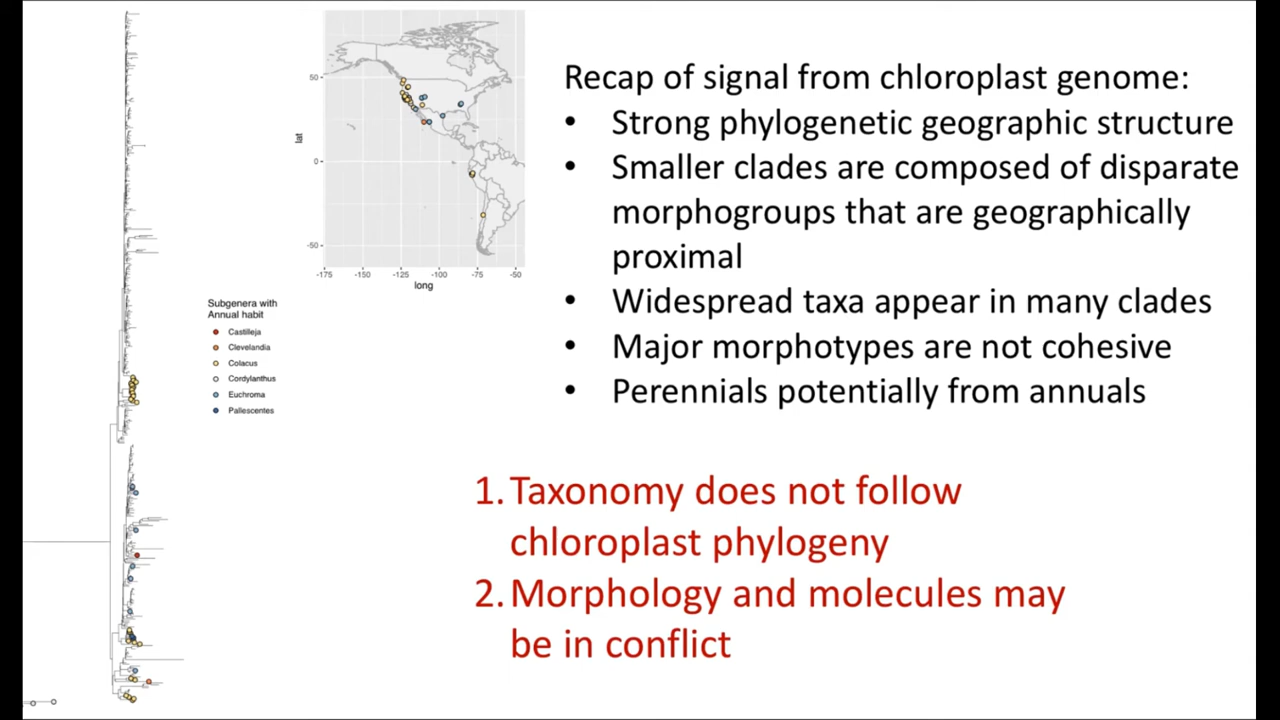 Recap of signal from chloroplast genome:
• Strong phylogenetic geographic structure
• Smaller clades are composed of disparate
morphogroups that are geographically
proximal
• Widespread taxa appear in many clades
• Major morphotypes are not cohesive
• Perennials potentially from annuals
1. Taxonomy does not follow
chloroplast phylogeny
2. Morphology and molecules may
be in conflict
50
0
-50
lat
-175 -150 -125 -100 -75 -50
long
Subgenera with
Annual habit
Castilleja
Clevelandia
Colacus
Cordylanthus
Euchroma
Pallescentes